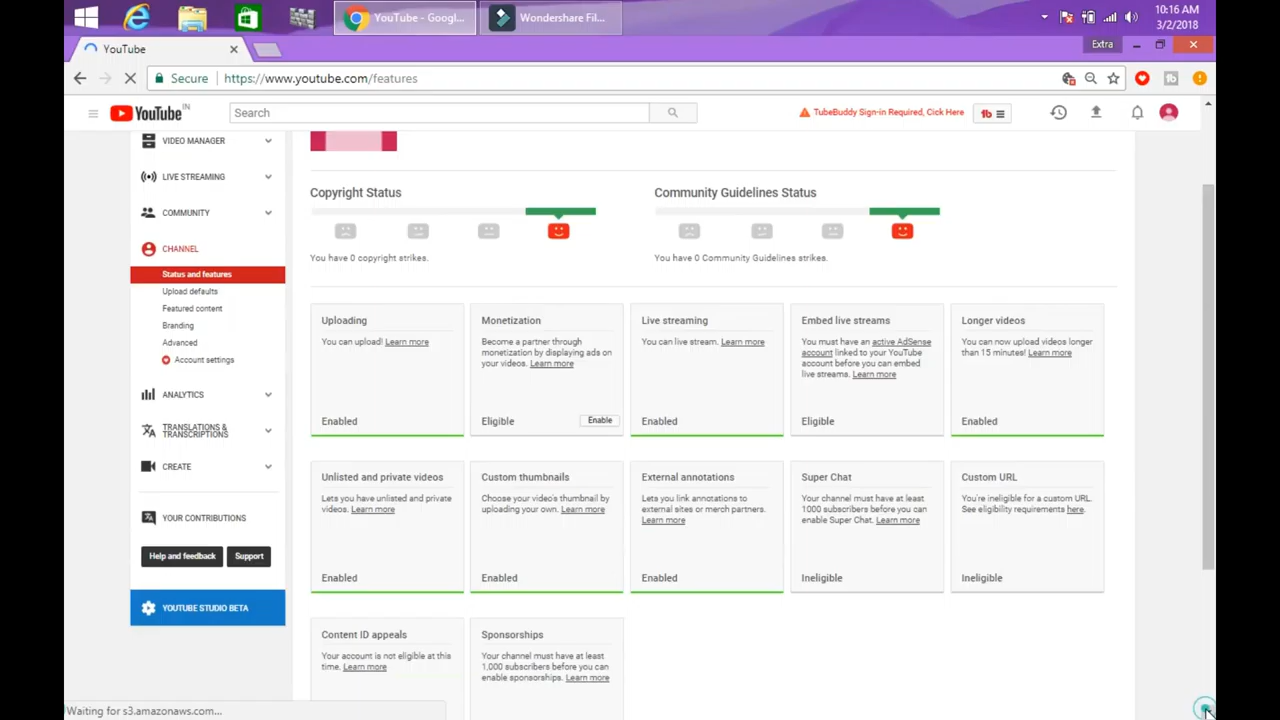 YouTube - Googl...
Wondershare Fil...
10:16 AM
3/2/2018
YouTube
Extra
Secure
https://www.youtube.com/features
YouTube IN
Search
TubeBuddy Sign-in Required, Click Here
tb
VIDEO MANAGER
LIVE STREAMING
COMMUNITY
CHANNEL
Status and features
Upload defaults
Featured content
Branding
Advanced
Account settings
ANALYTICS
TRANSLATIONS &
TRANSCRIPTIONS
CREATE
YOUR CONTRIBUTIONS
Help and feedback
Support
YOUTUBE STUDIO BETA
Copyright Status
You have 0 copyright strikes.
Community Guidelines Status
You have 0 Community Guidelines strikes.
Uploading
You can upload! Learn more
Enabled
Monetization
Become a partner through
monetization by displaying ads on
your videos. Learn more
Eligible
Enable
Live streaming
You can live stream. Learn more
Enabled
Embed live streams
You must have an active AdSense
account linked to your YouTube
account before you can embed
live streams. Learn more
Eligible
Longer videos
You can now upload videos longer
than 15 minutes! Learn more
Enabled
Unlisted and private videos
Lets you have unlisted and private
videos. Learn more
Enabled
Custom thumbnails
Choose your video's thumbnail by
uploading your own. Learn more
Enabled
External annotations
Lets you link annotations to
external sites or merch partners.
Learn more
Enabled
Super Chat
Your channel must have at least
1000 subscribers before you can
enable Super Chat. Learn more
Ineligible
Custom URL
You're ineligible for a custom URL.
See eligibility requirements here.
Ineligible
Content ID appeals
Your account is not eligible at this
time. Learn more
Sponsorships
Your channel must have at least
1,000 subscribers before you can
enable sponsorships. Learn more
Waiting for s3.amazonaws.com...